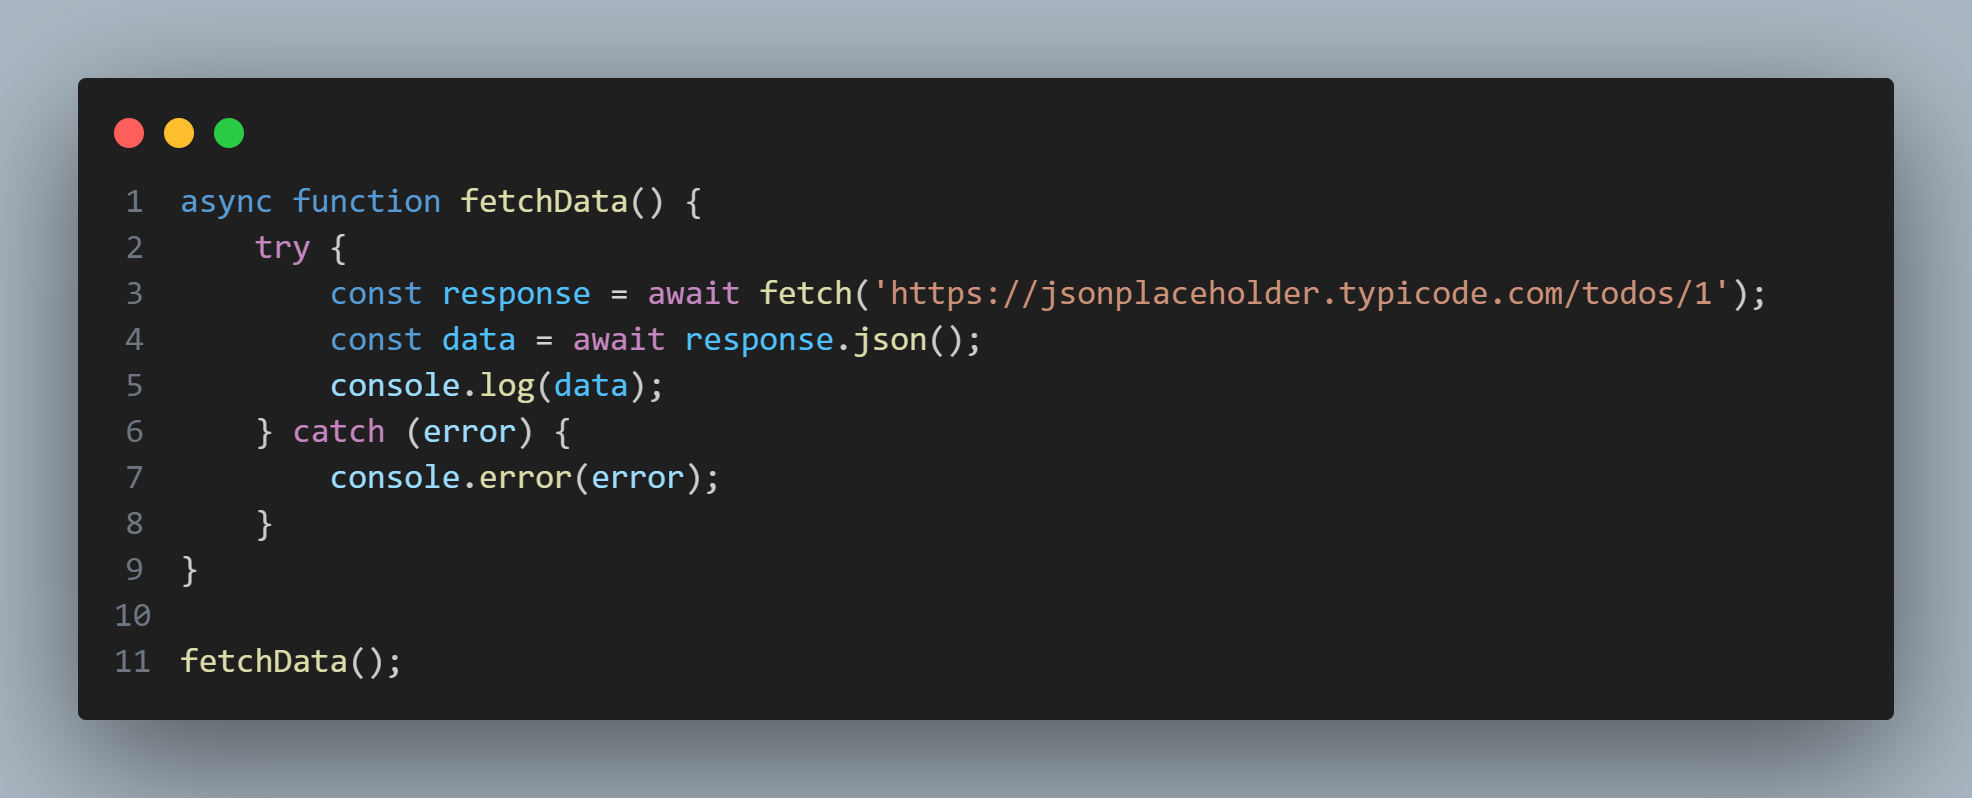 1 async function fetchData() {
2     try {
3         const response = await fetch('https://jsonplaceholder.typicode.com/todos/1');
4         const data = await response.json();
5         console.log(data);
6     } catch (error) {
7         console.error(error);
8     }
9 }
10
11 fetchData();